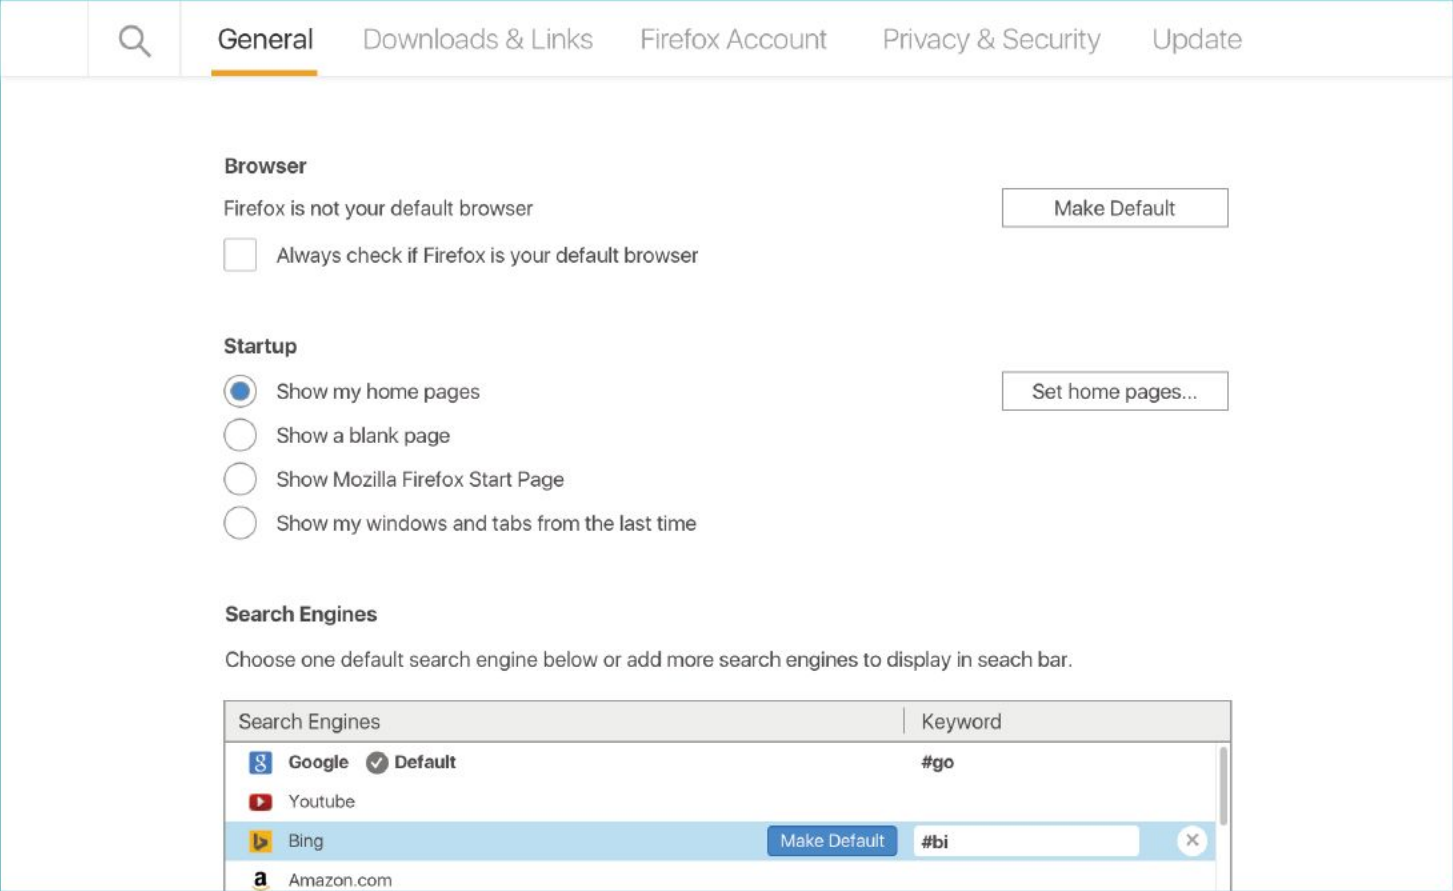 General Downloads & Links Firefox Account Privacy & Security Update
Browser
Firefox is not your default browser Make Default
Always check if Firefox is your default browser
Startup
Show my home pages Set home pages...
Show a blank page
Show Mozilla Firefox Start Page
Show my windows and tabs from the last time
Search Engines
Choose one default search engine below or add more search engines to display in seach bar.
Search Engines Keyword
Google Default #go
Youtube
Bing Make Default #bi
Amazon.com